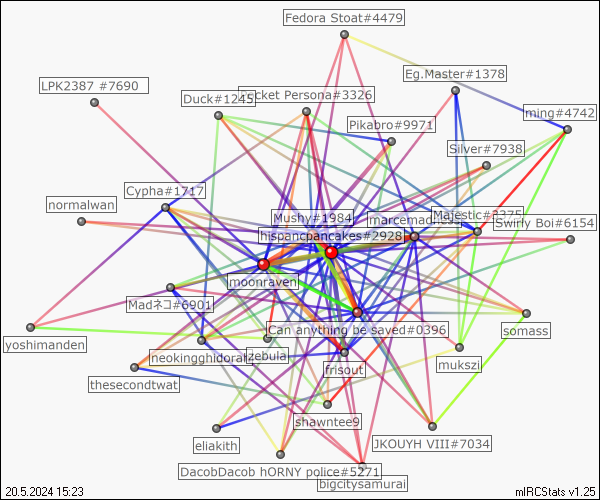 Fedora Stoat#4479
Eg.Master#1378
LPK2387 #7690
Duck#1245
cket Persona#3326
ming#4742
Pikabro#9971
Silver#7938
Cypha#1717
normalwan
Mushy#1984
Majestic#3375
Swirly Boi#6154
hispancpancakes#2928
moonraven
Madネコ#6901
Can anything be saved#0396
somass
yoshimanden
neokingghidorah
zebula
mukszi
frisout
thesecondtwat
shawntee9
eliakith
JKOUYH VIII#7034
DacobDacob hORNY police#5271
bigcitysamurai
20.5.2024 15:23
mIRCStats v1.25